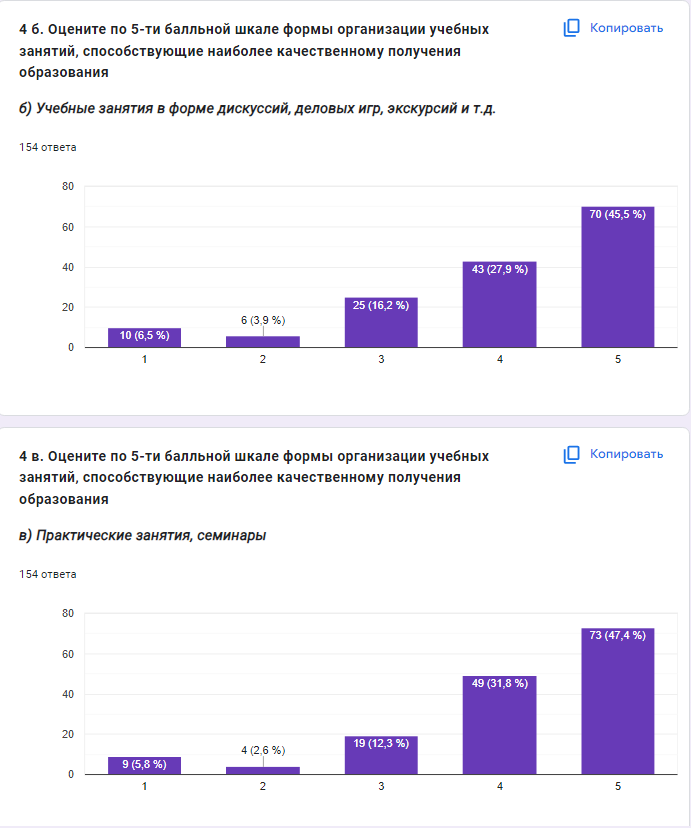 4 б. Оцените по 5-ти балльной шкале формы организации учебных
Копировать
занятий, способствующие наиболее качественному получения
образования
б) Учебные занятия в форме дискуссий, деловых игр, экскурсий и т.д.
154 ответа
80
60
40
20
0
10 (6,5 %)
6 (3,9 %)
25 (16,2 %)
43 (27,9 %)
70 (45,5 %)
1 2 3 4 5
4 в. Оцените по 5-ти балльной шкале формы организации учебных
Копировать
занятий, способствующие наиболее качественному получения
образования
в) Практические занятия, семинары
154 ответа
80
60
40
20
0
9 (5,8 %)
4 (2,6 %)
19 (12,3 %)
49 (31,8 %)
73 (47,4 %)
1 2 3 4 5